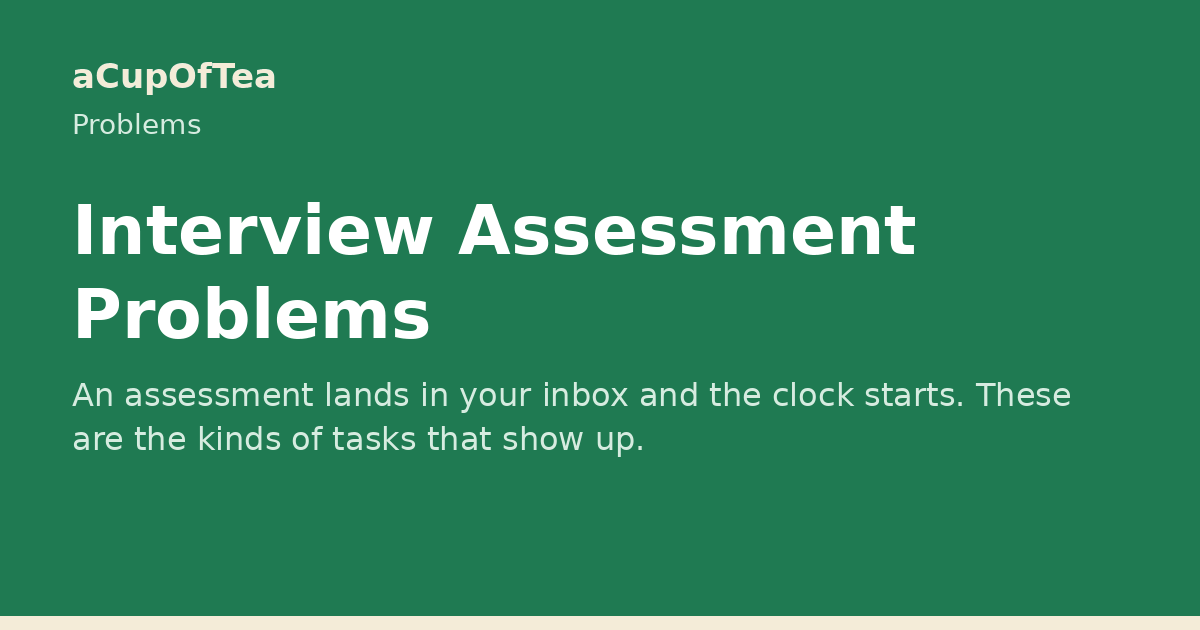 aCupOfTea
Problems
Interview Assessment
Problems
An assessment lands in your inbox and the clock starts. These
are the kinds of tasks that show up.